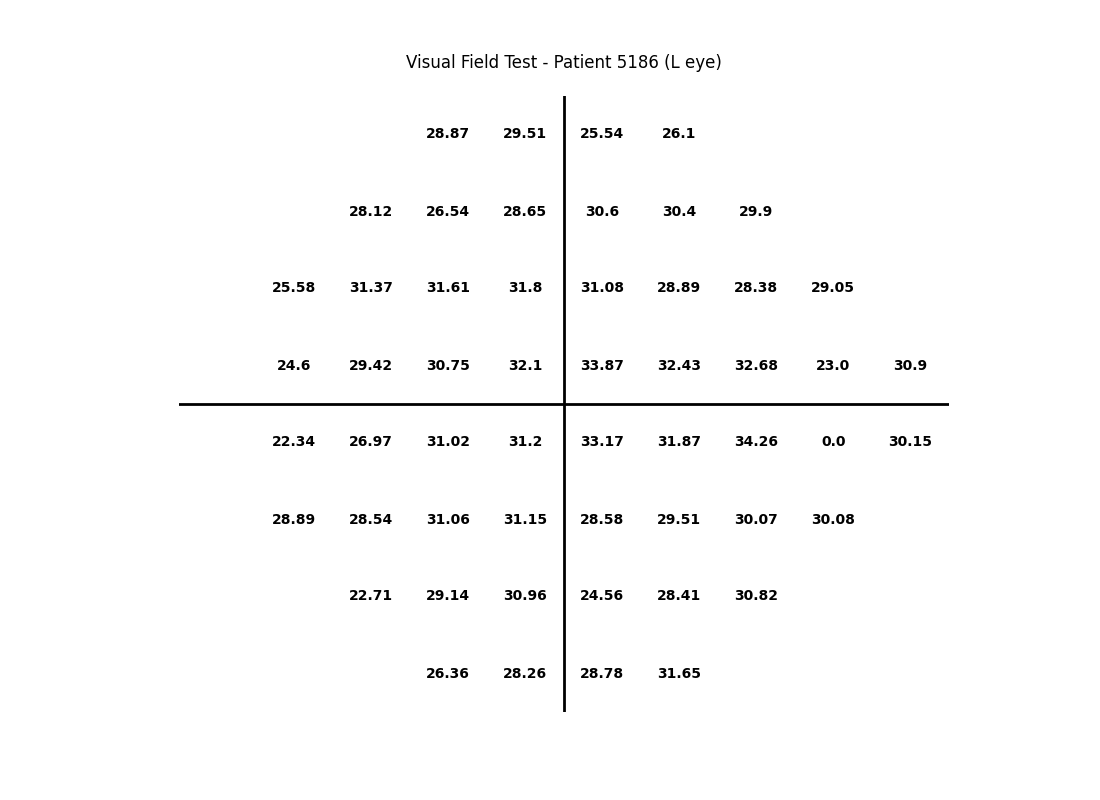 Visual Field Test - Patient 5186 (L eye)
28.87 29.51 25.54 26.1
28.12 26.54 28.65 30.6 30.4 29.9
25.58 31.37 31.61 31.8 31.08 28.89 28.38 29.05
24.6 29.42 30.75 32.1 33.87 32.43 32.68 23.0 30.9
22.34 26.97 31.02 31.2 33.17 31.87 34.26 0.0 30.15
28.89 28.54 31.06 31.15 28.58 29.51 30.07 30.08
22.71 29.14 30.96 24.56 28.41 30.82
26.36 28.26 28.78 31.65